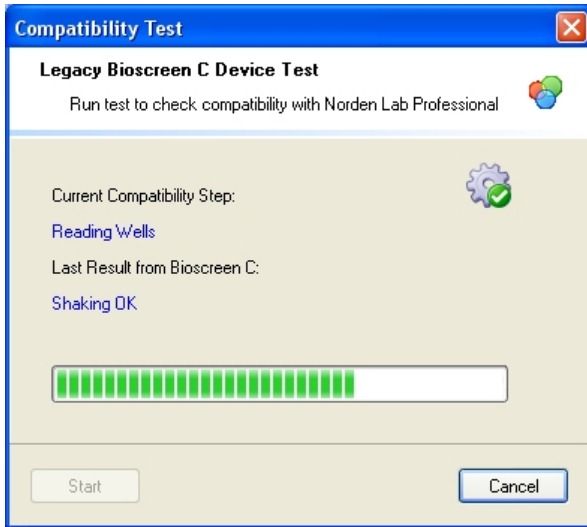 Compatibility Test
Legacy Bioscreen C Device Test
Run test to check compatibility with Norden Lab Professional
Current Compatibility Step:
Reading Wells
Last Result from Bioscreen C:
Shaking OK
Start
Cancel